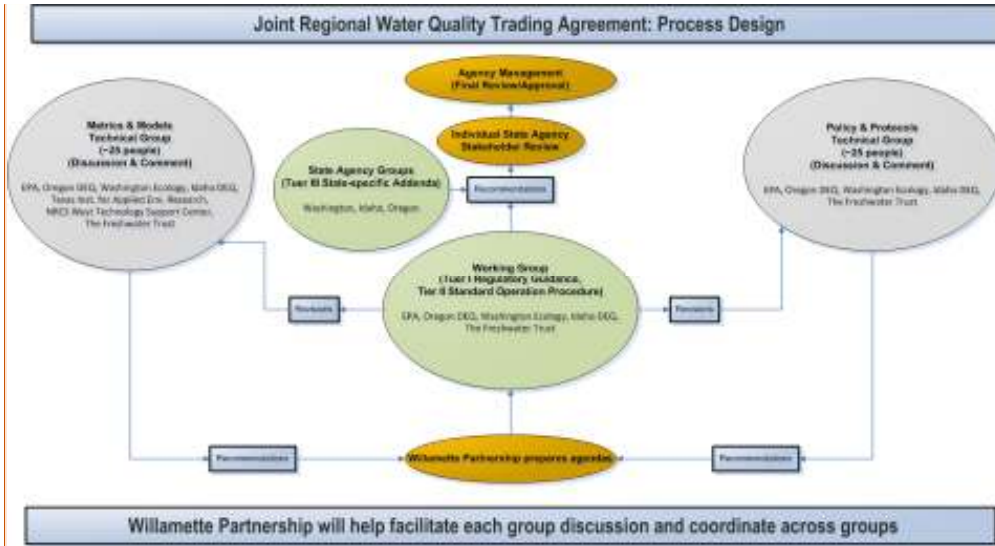 Joint Regional Water Quality Trading Agreement: Process Design
Agency Management
(Final Review/Approval)
Individual State Agency
Stakeholder Review
Metrics & Models
Technical Group
(~25 people)
(Discussion & Comment)
EPA, Oregon DEQ, Washington Ecology, Idaho DEQ,
Texas Inst. for Applied Env. Research,
NRCS West Technology Support Center,
The Freshwater Trust
State Agency Groups
(Tier III State-specific Addenda)
Washington, Idaho, Oregon
Recommendations
Policy & Protocols
Technical Group
(~25 people)
(Discussion & Comment)
EPA, Oregon DEQ, Washington Ecology, Idaho DEQ,
The Freshwater Trust
Working Group
(Tier I Regulatory Guidance,
Tier II Standard Operation Procedure)
EPA, Oregon DEQ, Washington Ecology, Idaho DEQ,
The Freshwater Trust
Revisions
Revisions
Recommendations
Willamette Partnership prepares agendas
Recommendations
Willamette Partnership will help facilitate each group discussion and coordinate across groups